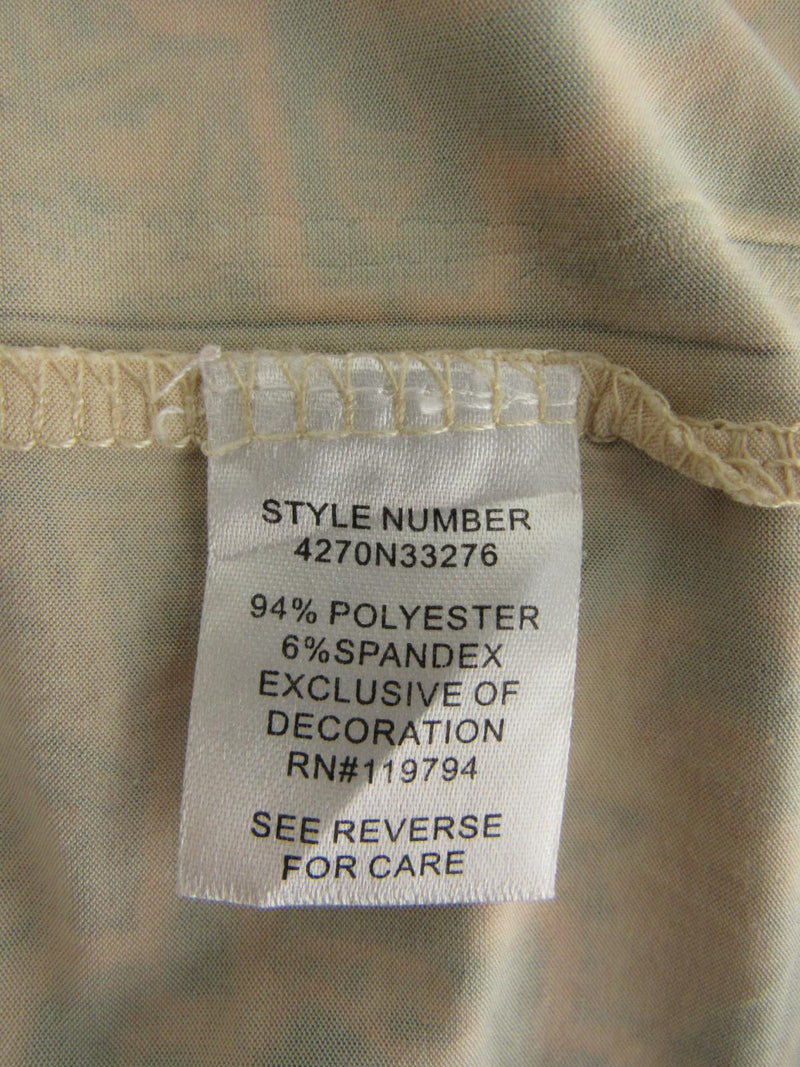 STYLE NUMBER
4270N33276
94% POLYESTER
6%SPANDEX
EXCLUSIVE OF
DECORATION
RN#119794
SEE REVERSE
FOR CARE